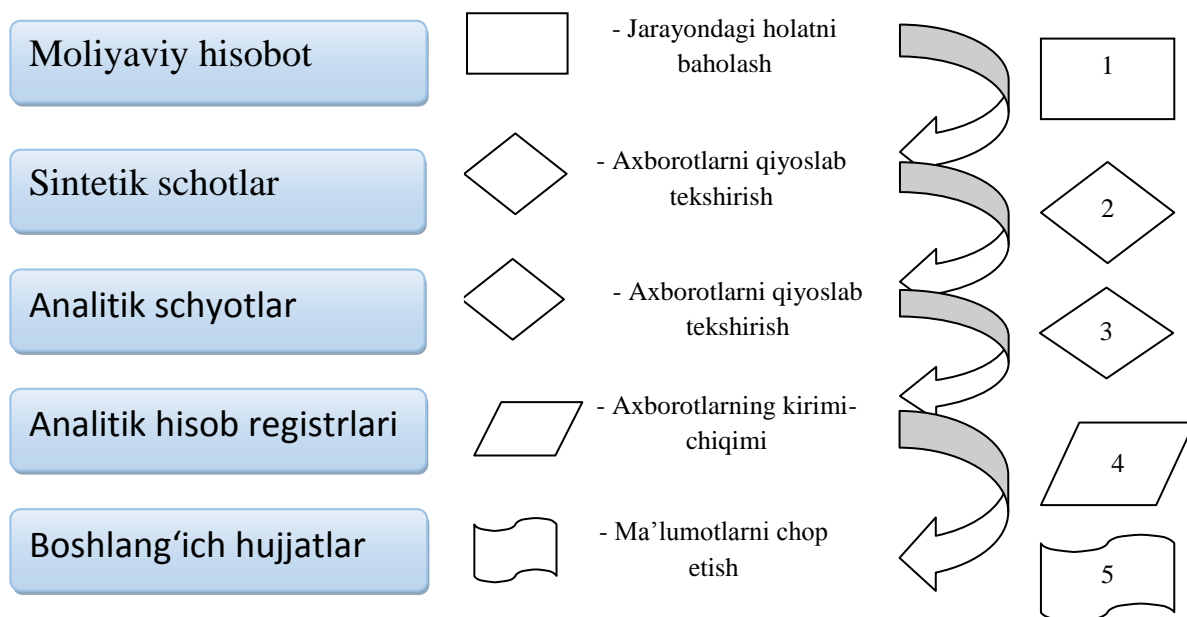 Moliyaviy hisobot
- Jarayondagi holatni
baholash
1
Sintetik schotlar
- Axborotlarni qiyoslab
tekshirish
2
Analitik schyotlar
- Axborotlarni qiyoslab
tekshirish
3
Analitik hisob registrlari
- Axborotlarning kirimi-
chiqimi
4
Boshlang‘ich hujjatlar
- Ma’lumotlarni chop
etish
5